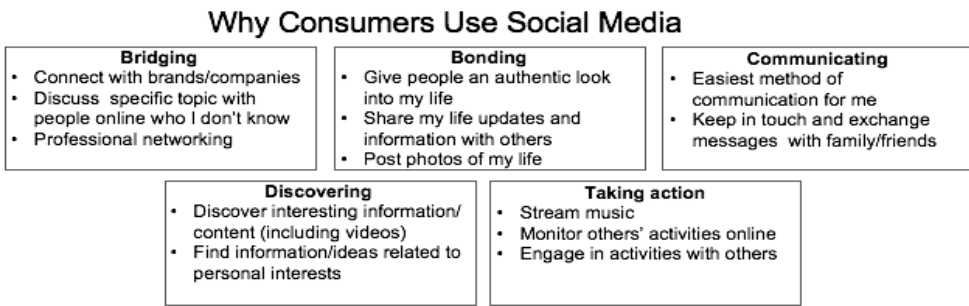 Why Consumers Use Social Media
Bridging
• Connect with brands/companies
• Discuss specific topic with
people online who I don't know
• Professional networking
Bonding
• Give people an authentic look
into my life
• Share my life updates and
information with others
• Post photos of my life
Communicating
• Easiest method of
communication for me
• Keep in touch and exchange
messages with family/friends
Discovering
• Discover interesting information/
content (including videos)
• Find information/ideas related to
personal interests
Taking action
• Stream music
• Monitor others' activities online
• Engage in activities with others